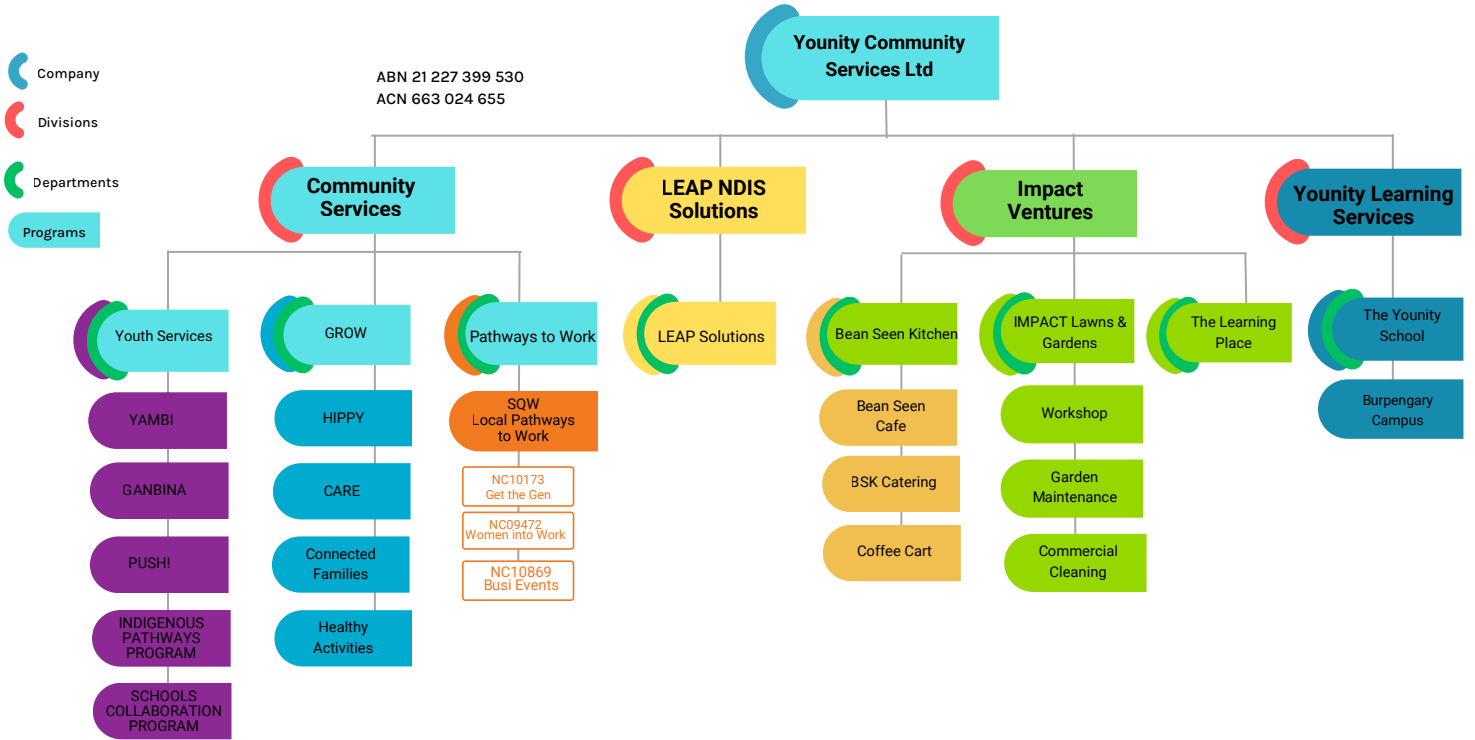 Younity Community
Services Ltd
Company
ABN 21 227 399 530
ACN 663 024 655
Divisions
Departments
Programs
Community
Services
LEAP NDIS
Solutions
Impact
Ventures
Younity Learning
Services
Youth Services
GROW
Pathways to Work
LEAP Solutions
Bean Seen Kitchen
IMPACT Lawns &
Gardens
The Learning
Place
The Younity
School
YAMBI
GANBINA
PUSH!
INDIGENOUS
PATHWAYS
PROGRAM
SCHOOLS
COLLABORATION
PROGRAM
HIPPY
CARE
Connected
Families
Healthy
Activities
SQW
Local Pathways
to Work
NC10173
Get the Gen
NC09472
Women into Work
NC10869
Busi Events
Bean Seen
Cafe
BSK Catering
Coffee Cart
Workshop
Garden
Maintenance
Commercial
Cleaning
Burpengary
Campus